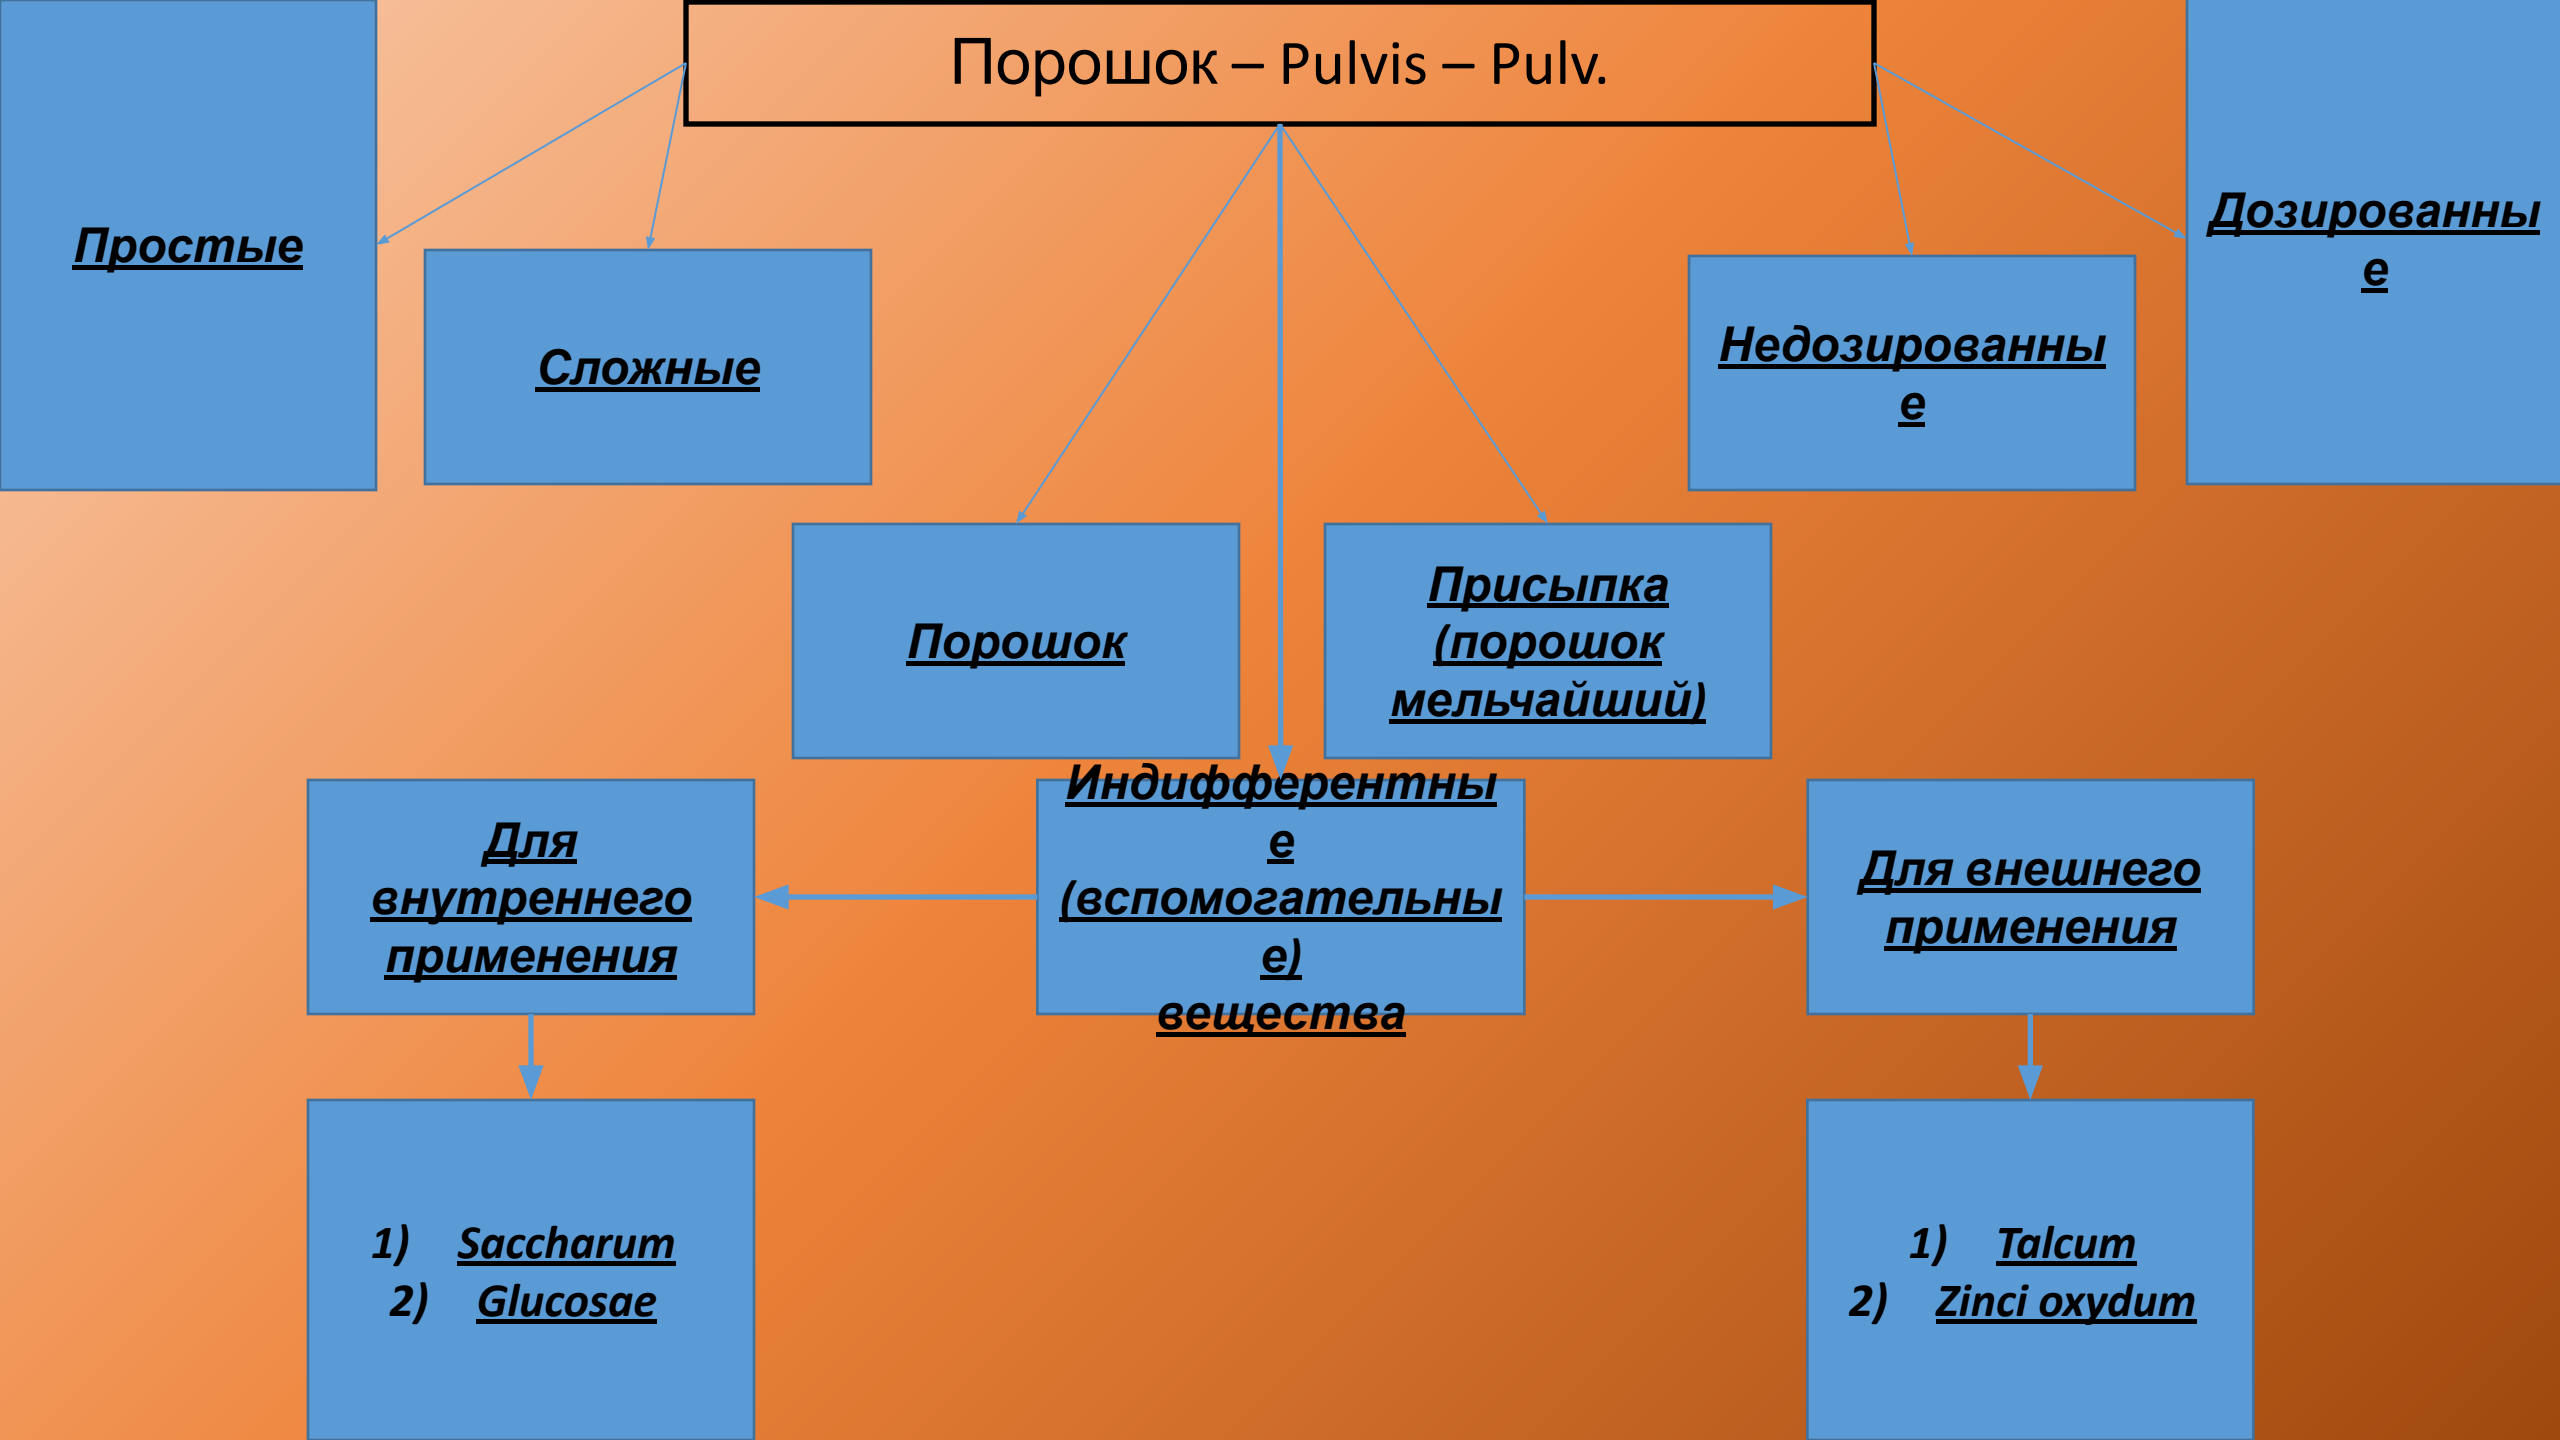 Порошок – Pulvis – Pulv.
Простые
Сложные
Недозированны
е
Дозированны
е
Порошок
Присыпка
(порошок
мельчайший)
Для
внутреннего
применения
Индифферентны
е
(вспомогательны
е)
вещества
Для внешнего
применения
1) Saccharum
2) Glucosae
1) Talcum
2) Zinci oxydum